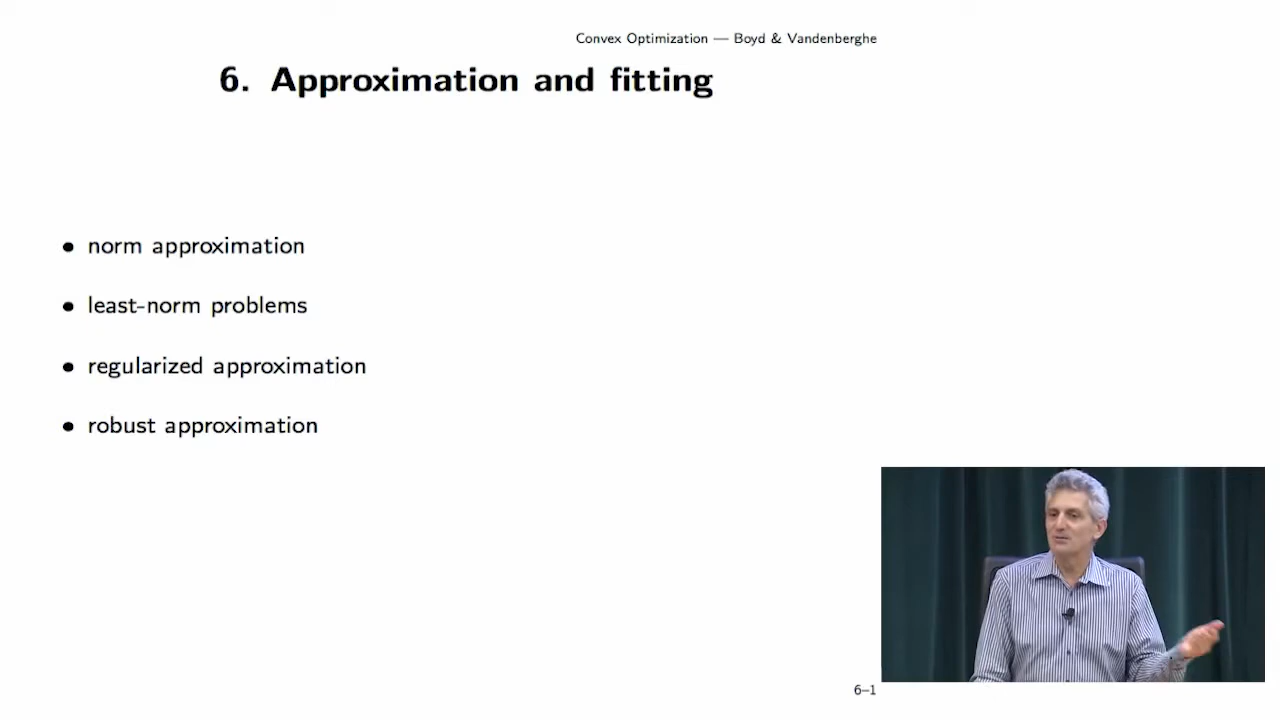 Convex Optimization — Boyd & Vandenberghe
6. Approximation and fitting
• norm approximation
• least-norm problems
• regularized approximation
• robust approximation
6–1